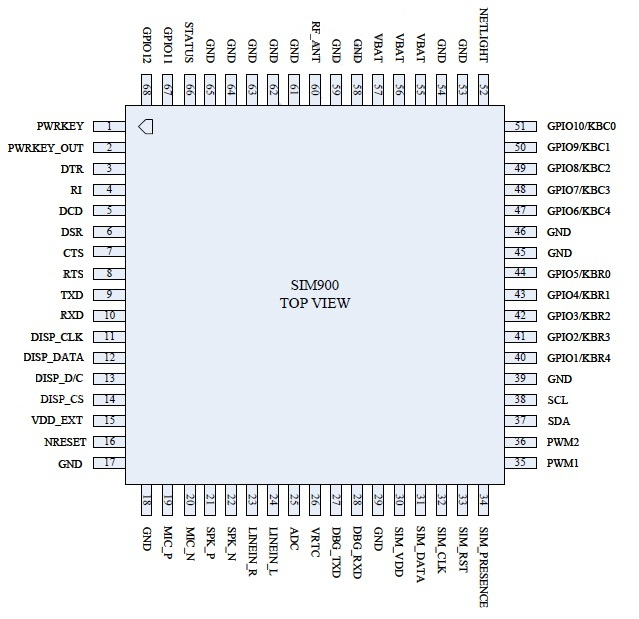 GPIO12
GPIO11
STATUS
GND
GND
GND
GND
GND
RF_ANT
GND
GND
VBAT
VBAT
VBAT
GND
GND
NETLIGHT
68
67
66
65
64
63
62
61
60
59
58
57
56
55
54
53
52
PWRKEY 1
PWRKEY_OUT 2
DTR 3
RI 4
DCD 5
DSR 6
CTS 7
RTS 8
TXD 9
RXD 10
DISP_CLK 11
DISP_DATA 12
DISP_D/C 13
DISP_CS 14
VDD_EXT 15
NRESET 16
GND 17
SIM900
TOP VIEW
51 GPIO10/KBC0
50 GPIO9/KBC1
49 GPIO8/KBC2
48 GPIO7/KBC3
47 GPIO6/KBC4
46 GND
45 GND
44 GPIO5/KBR0
43 GPIO4/KBR1
42 GPIO3/KBR2
41 GPIO2/KBR3
40 GPIO1/KBR4
39 GND
38 SCL
37 SDA
36 PWM2
35 PWM1
18
19
20
21
22
23
24
25
26
27
28
29
30
31
32
33
34
GND
MIC_P
MIC_N
SPK_P
SPK_N
LINEIN_R
LINEIN_L
ADC
VRTC
DBG_TXD
DBG_RXD
GND
SIM_VDD
SIM_DATA
SIM_CLK
SIM_RST
SIM_PRESENCE